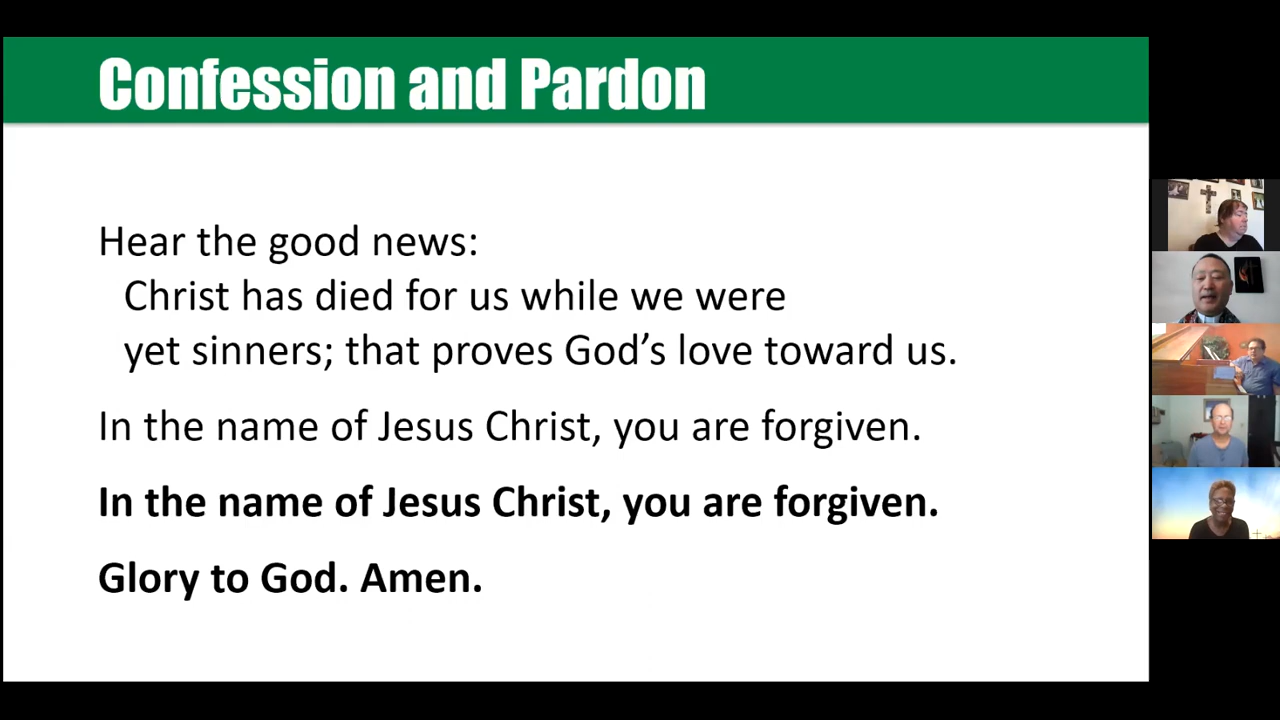 Confession and Pardon
Hear the good news:
Christ has died for us while we were
yet sinners; that proves God’s love toward us.
In the name of Jesus Christ, you are forgiven.
In the name of Jesus Christ, you are forgiven.
Glory to God. Amen.